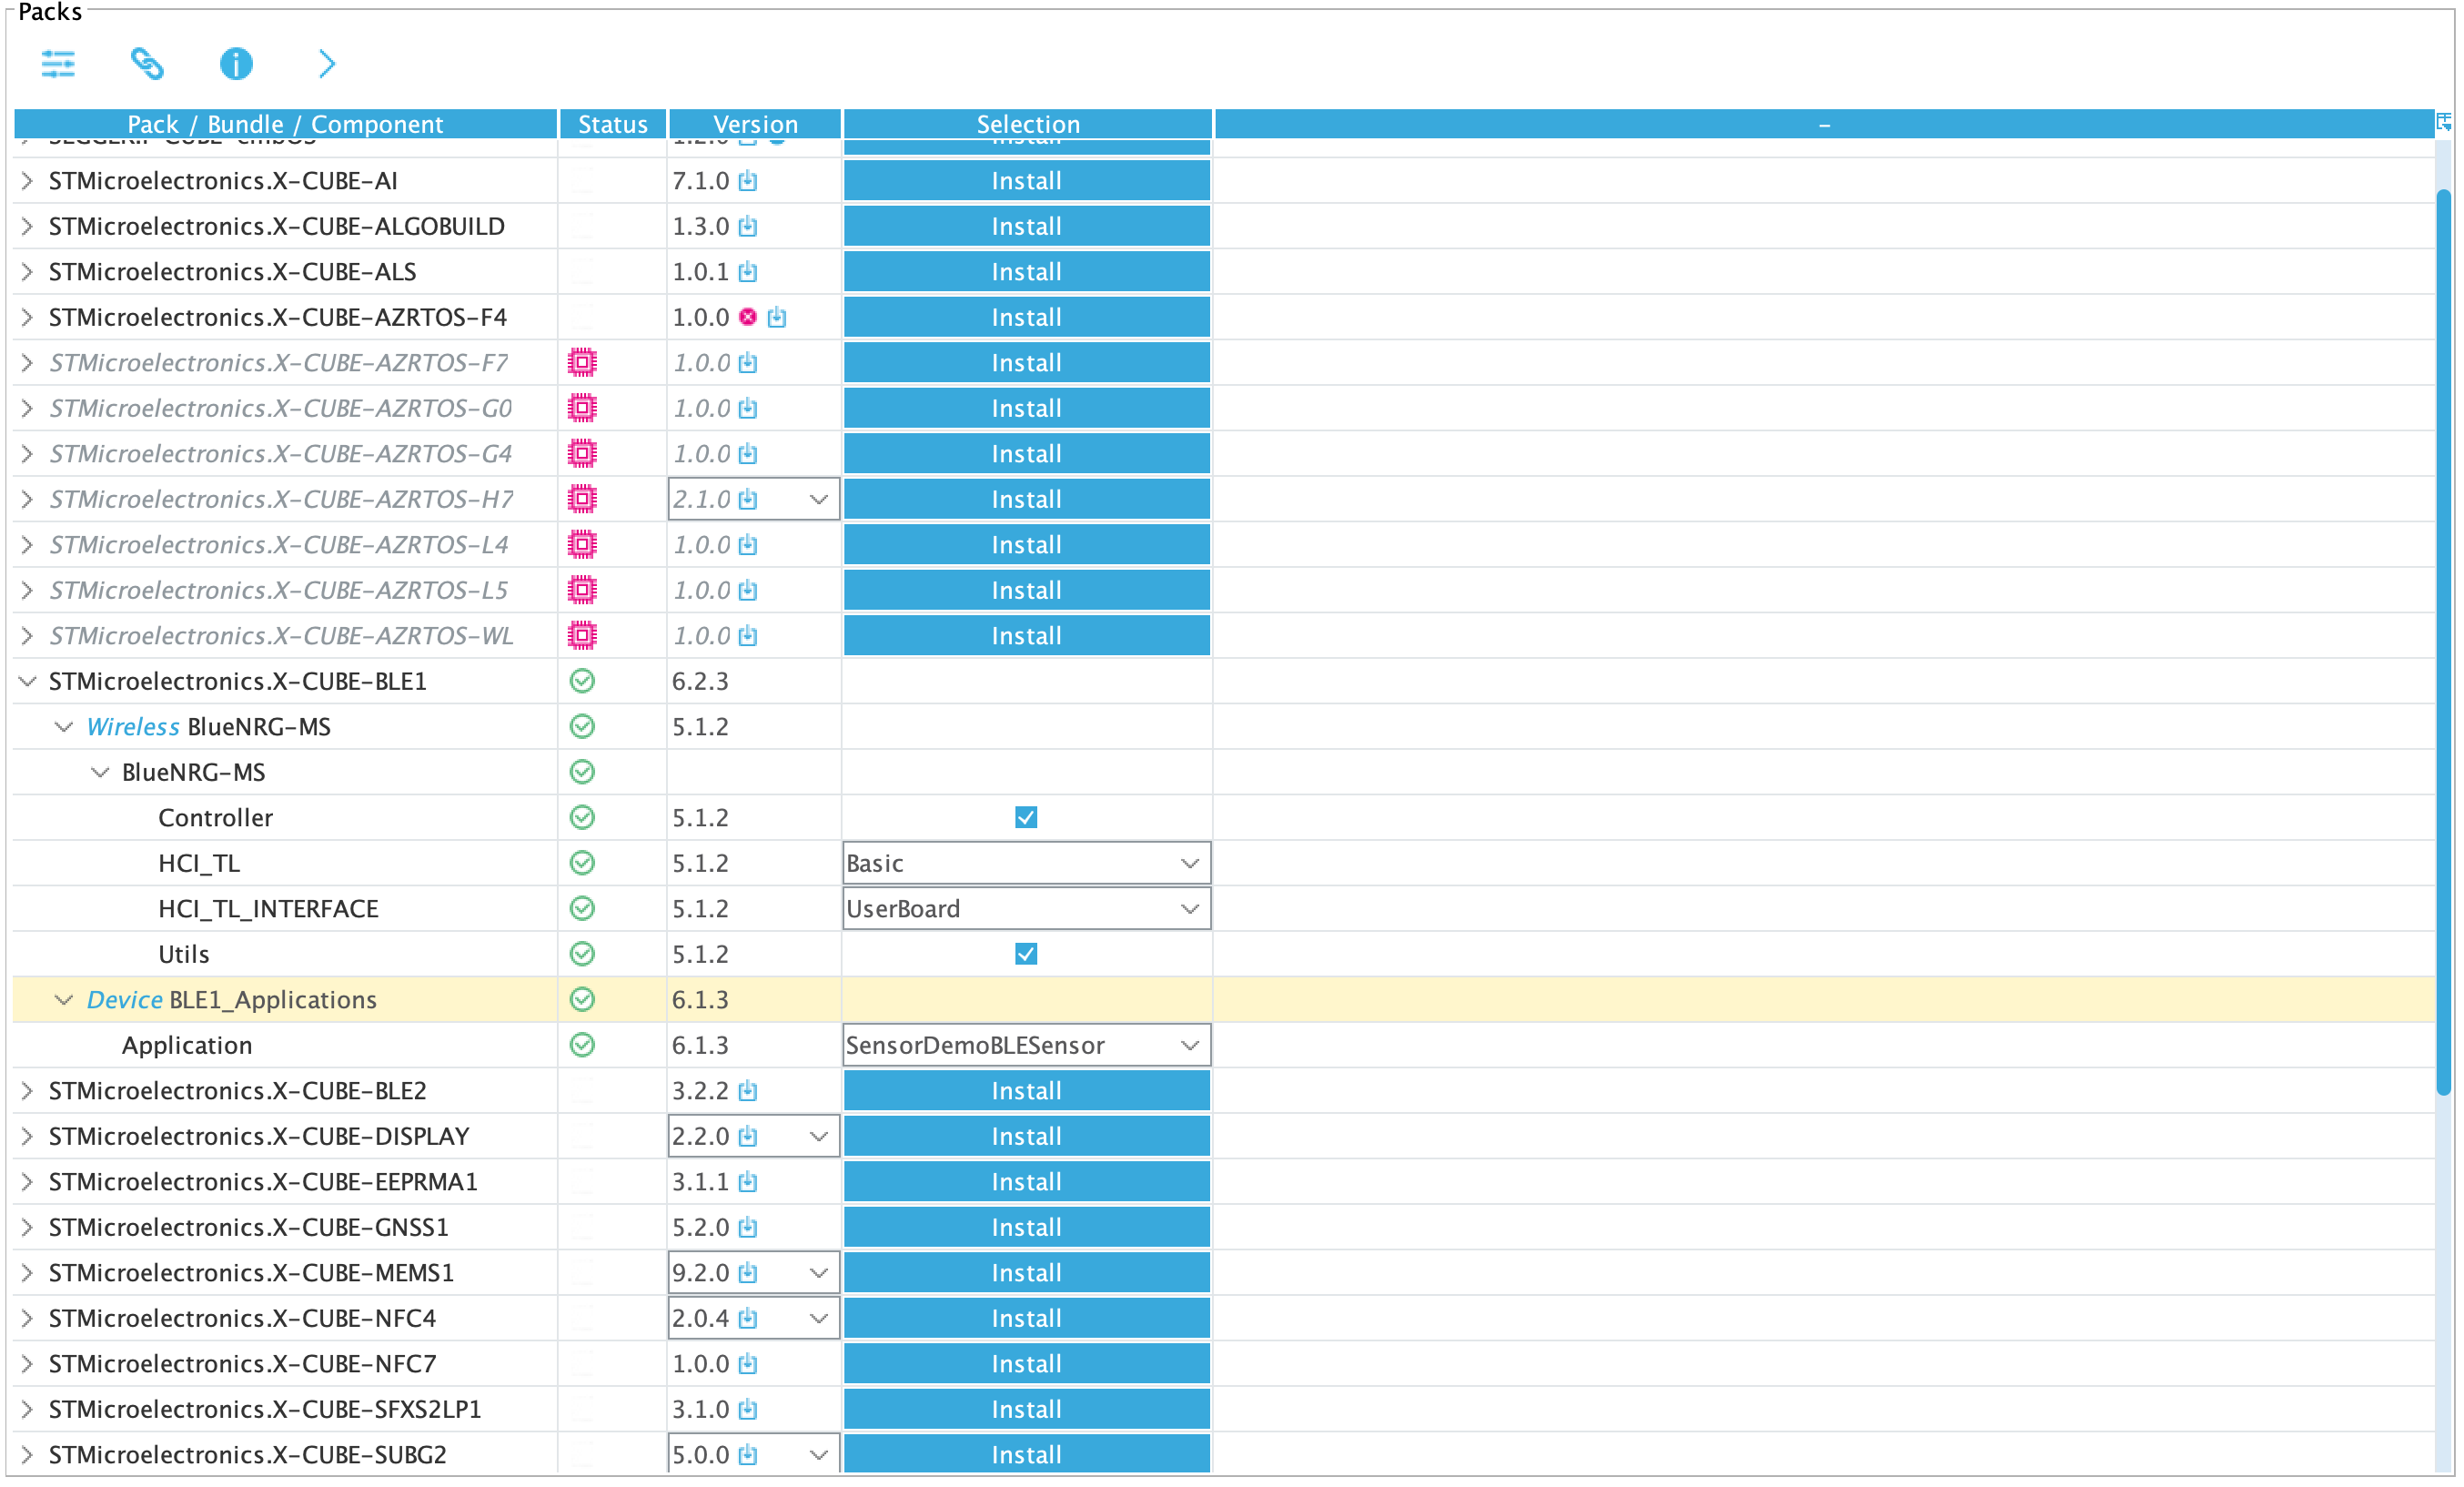 Packs
Pack / Bundle / Component Status Version Selection –
SEGGER.I-CUBE-embOS 1.2.0 Install
STMicroelectronics.X-CUBE-AI 7.1.0 Install
STMicroelectronics.X-CUBE-ALGOBUILD 1.3.0 Install
STMicroelectronics.X-CUBE-ALS 1.0.1 Install
STMicroelectronics.X-CUBE-AZRTOS-F4 1.0.0 Install
STMicroelectronics.X-CUBE-AZRTOS-F7 1.0.0 Install
STMicroelectronics.X-CUBE-AZRTOS-G0 1.0.0 Install
STMicroelectronics.X-CUBE-AZRTOS-G4 1.0.0 Install
STMicroelectronics.X-CUBE-AZRTOS-H7 2.1.0 Install
STMicroelectronics.X-CUBE-AZRTOS-L4 1.0.0 Install
STMicroelectronics.X-CUBE-AZRTOS-L5 1.0.0 Install
STMicroelectronics.X-CUBE-AZRTOS-WL 1.0.0 Install
STMicroelectronics.X-CUBE-BLE1 6.2.3
Wireless BlueNRG-MS 5.1.2
BlueNRG-MS
Controller 5.1.2
HCI_TL 5.1.2 Basic
HCI_TL_INTERFACE 5.1.2 UserBoard
Utils 5.1.2
Device BLE1_Applications 6.1.3
Application 6.1.3 SensorDemoBLESensor
STMicroelectronics.X-CUBE-BLE2 3.2.2 Install
STMicroelectronics.X-CUBE-DISPLAY 2.2.0 Install
STMicroelectronics.X-CUBE-EEPRMA1 3.1.1 Install
STMicroelectronics.X-CUBE-GNSS1 5.2.0 Install
STMicroelectronics.X-CUBE-MEMS1 9.2.0 Install
STMicroelectronics.X-CUBE-NFC4 2.0.4 Install
STMicroelectronics.X-CUBE-NFC7 1.0.0 Install
STMicroelectronics.X-CUBE-SFXS2LP1 3.1.0 Install
STMicroelectronics.X-CUBE-SUBG2 5.0.0 Install